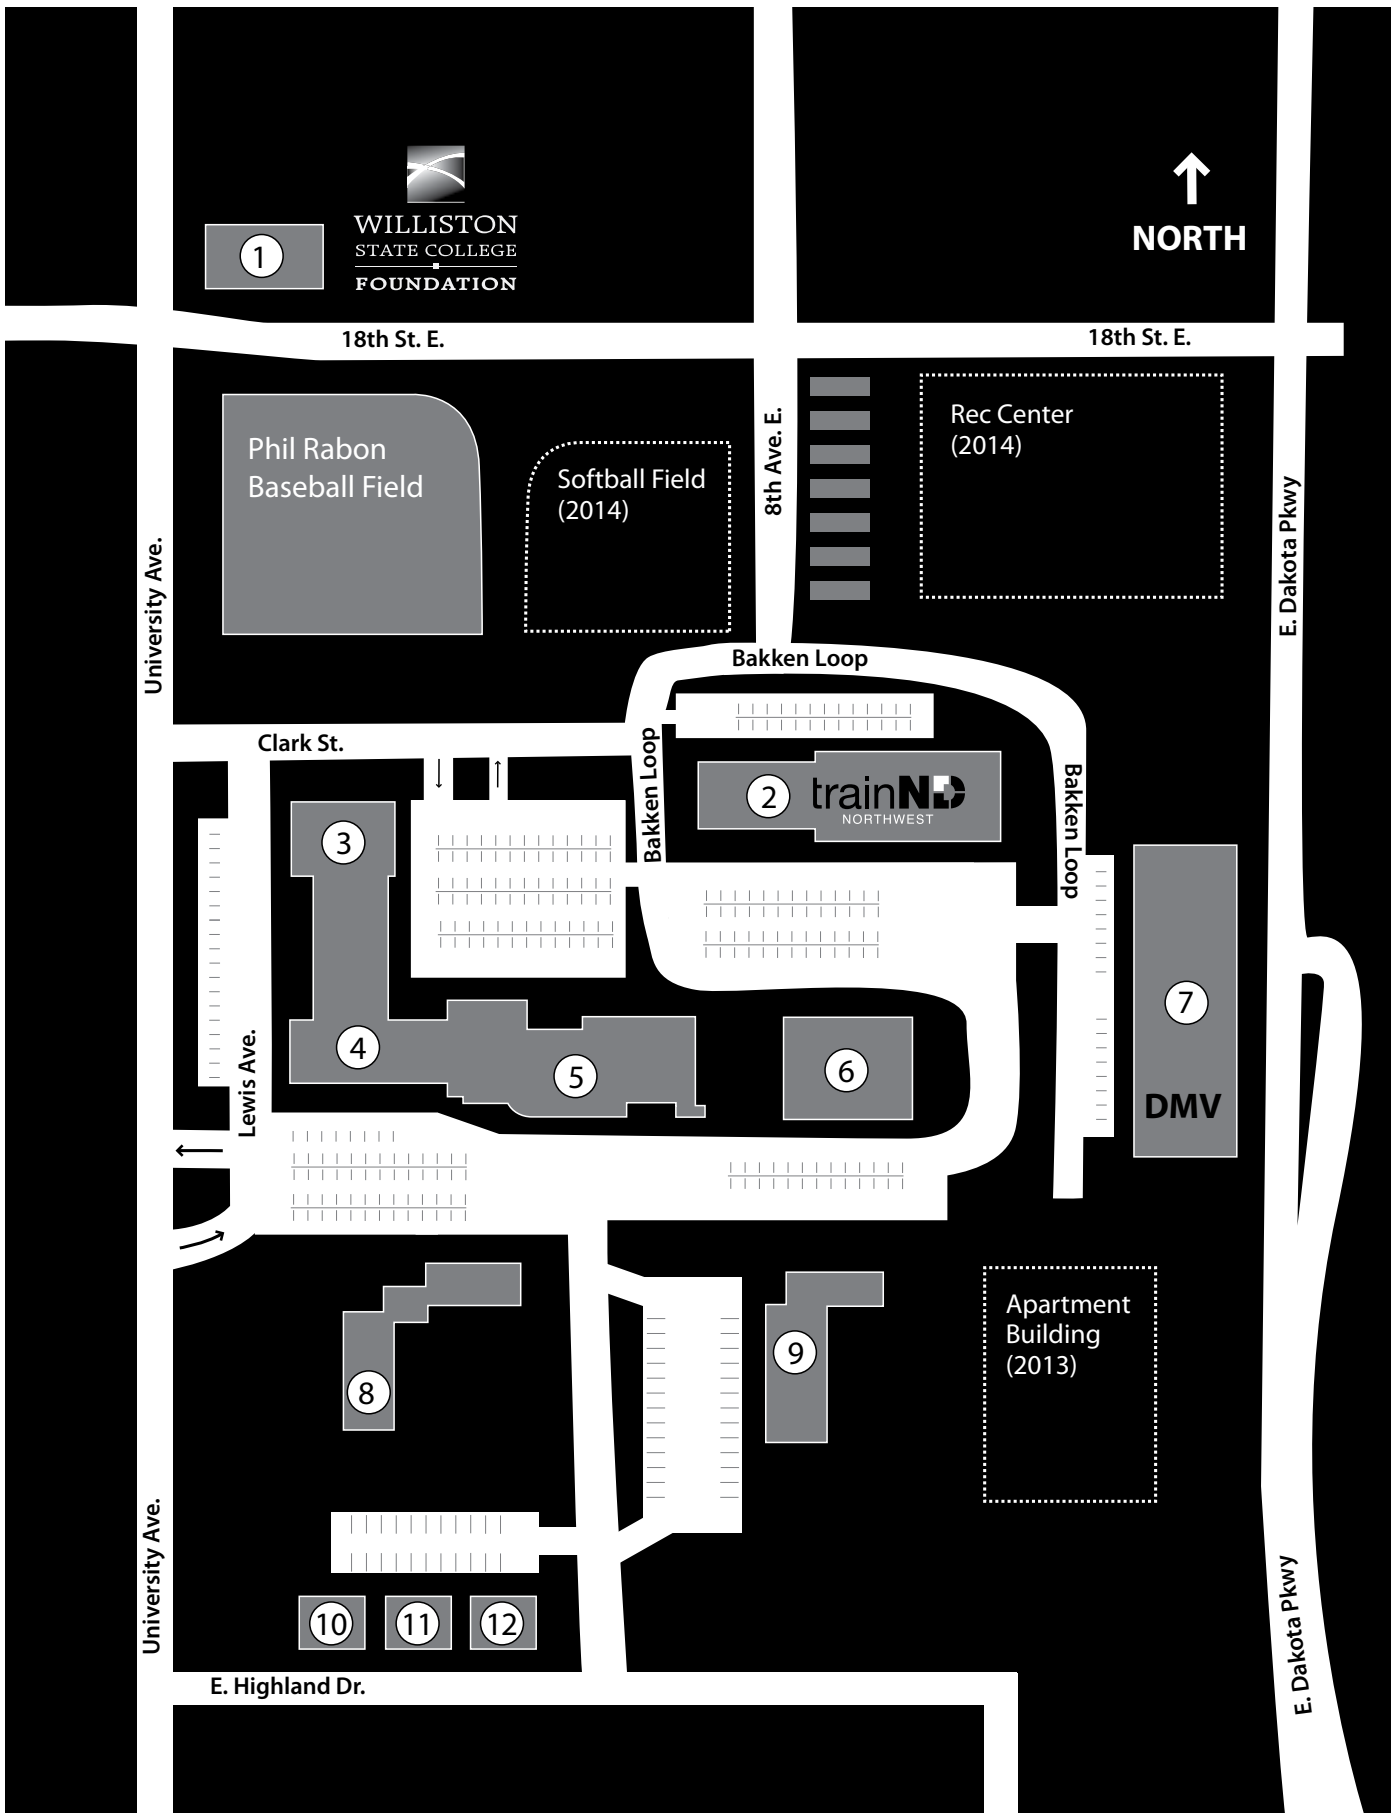 WILLISTON
STATE COLLEGE
FOUNDATION
1
NORTH
18th St. E.
18th St. E.
Phil Rabon
Baseball Field
Softball Field
(2014)
8th Ave. E.
Rec Center
(2014)
E. Dakota Pkwy
University Ave.
Bakken Loop
Clark St.
Bakken Loop
2
trainND
NORTHWEST
Bakken Loop
3
4
5
6
7
DMV
Lewis Ave.
8
9
Apartment
Building
(2013)
University Ave.
10
11
12
E. Highland Dr.
E. Dakota Pkwy